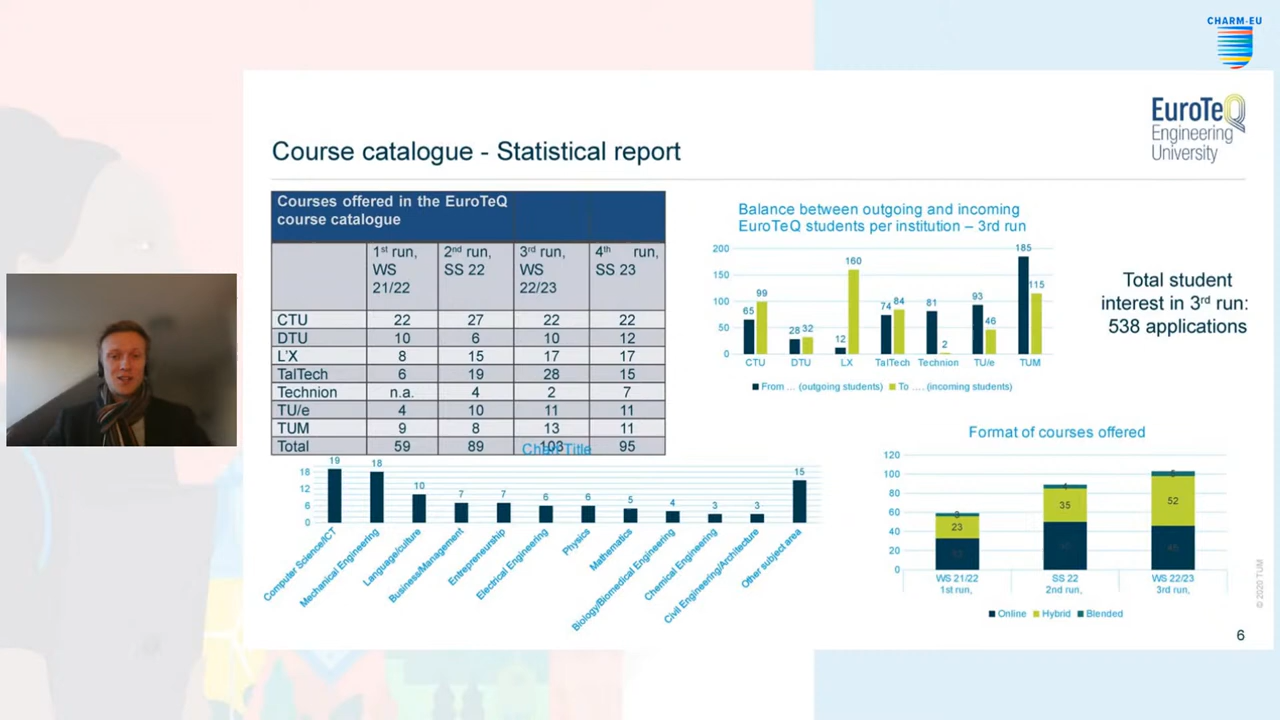 CHARM-EU
EuroTeQ
Engineering
University
Course catalogue - Statistical report
Courses offered in the EuroTeQ
course catalogue
1st run, WS 21/22 2nd run, SS 22 3rd run, WS 22/23 4th run, SS 23
CTU 22 27 22 22
DTU 10 6 10 12
L'X 8 15 17 17
TalTech 6 19 28 15
Technion n.a. 4 2 7
TU/e 4 10 11 11
TUM 9 8 13 11
Total 59 89 103 95
Balance between outgoing and incoming
EuroTeQ students per institution – 3rd run
200
150
100
50
0
65 99 28 32 12 160 74 84 81 2 93 46 185 115
CTU DTU LX TalTech Technion TU/e TUM
From ... (outgoing students) To .... (incoming students)
Total student
interest in 3rd run:
538 applications
Chart Title
18
15
12
9
6
3
0
19 18 10 7 7 6 6 5 4 3 3 15
Computer Science/ICT
Mechanical Engineering
Language/culture
Business/Management
Entrepreneurship
Electrical Engineering
Physics
Mathematics
Biology/Biomedical Engineering
Chemical Engineering
Civil Engineering/Architecture
Other subject area
Format of courses offered
120
100
80
60
40
20
0
3
23
4
35
52
WS 21/22 SS 22 WS 22/23
1st run, 2nd run, 3rd run,
Online Hybrid Blended
© 2020 TUM
6